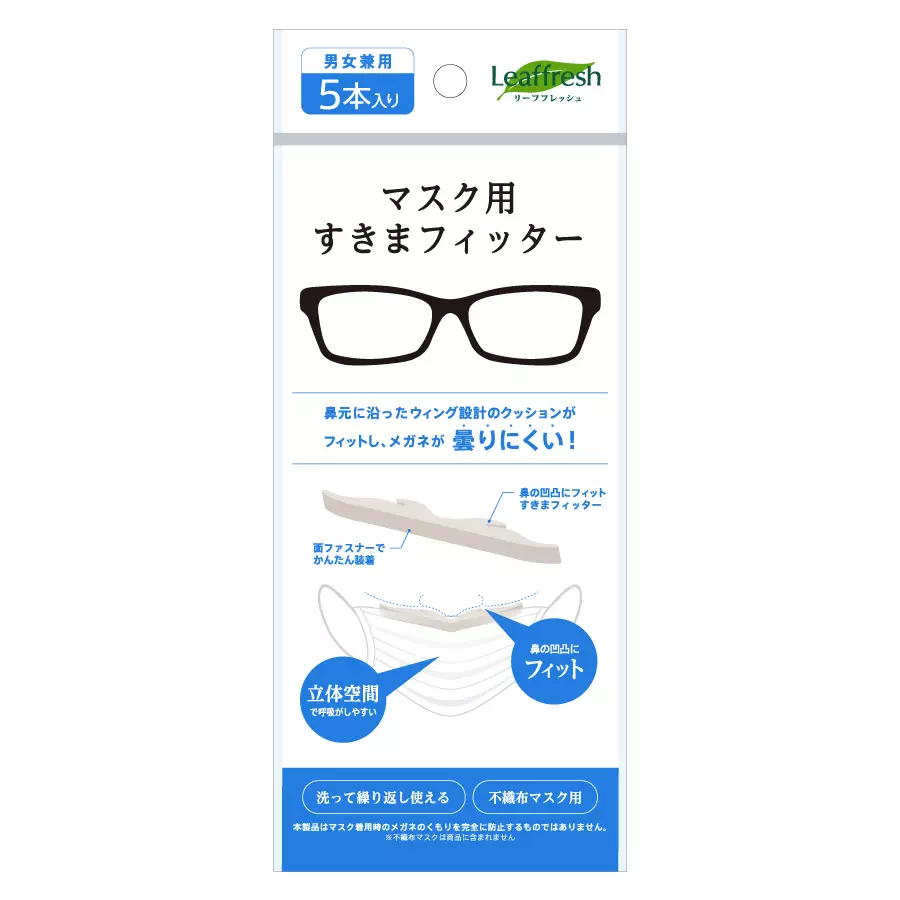 男女兼用
5本入り
Leaffresh
リーフフレッシュ
マスク用
すきまフィッター
鼻元に沿ったウィング設計のクッションが
フィットし、メガネが 曇りにくい！
鼻の凹凸にフィット
すきまフィッター
面ファスナーで
かんたん装着
鼻の凹凸に
フィット
立体空間
で呼吸がしやすい
洗って繰り返し使える
不織布マスク用
本製品はマスク着用時のメガネのくもりを完全に防止するものではありません。
※不織布マスクは商品に含まれません